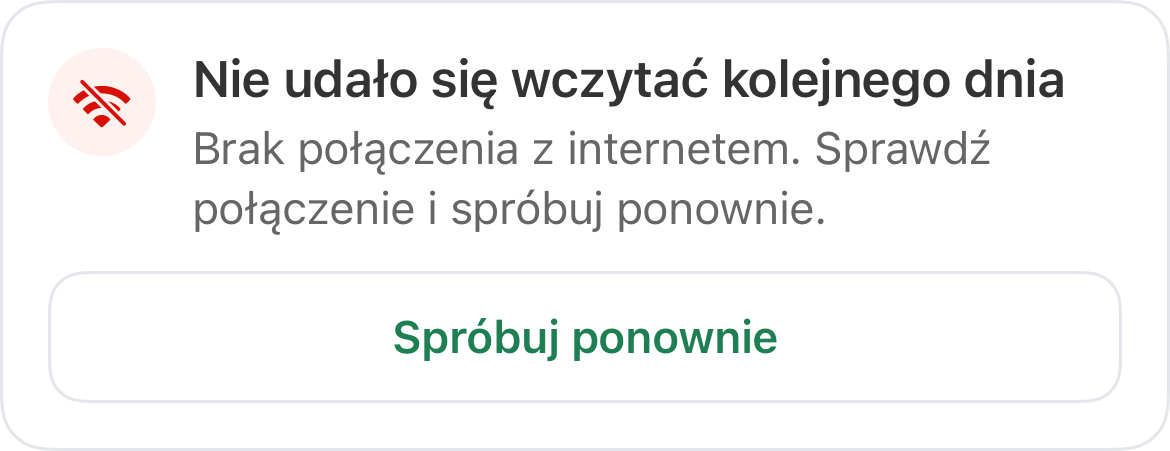 Nie udało się wczytać kolejnego dnia
Brak połączenia z internetem. Sprawdź
połączenie i spróbuj ponownie.
Spróbuj ponownie